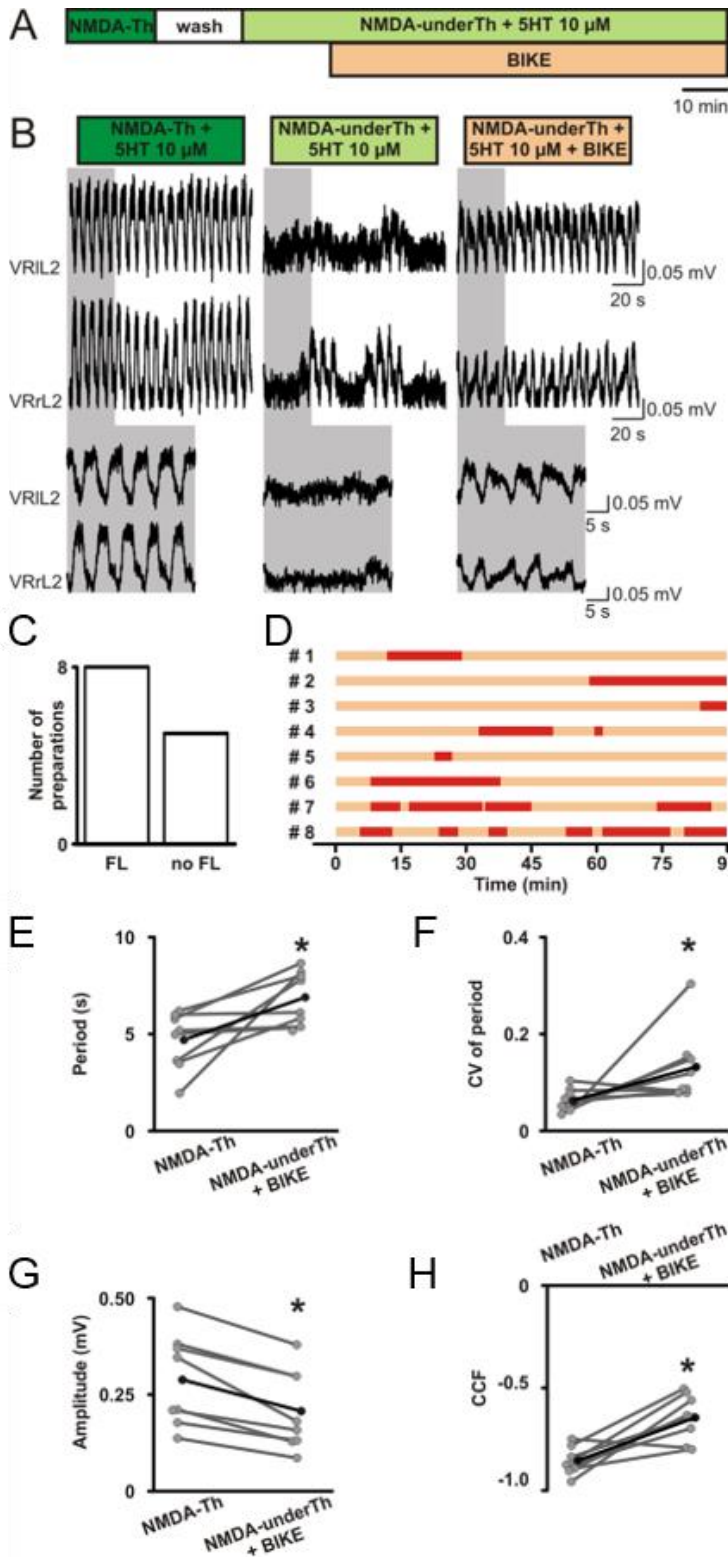 A
NMDA-Th
wash
NMDA-underTh + 5HT 10 µM
BIKE
10 min
B
NMDA-Th +
5HT 10 µM
NMDA-underTh +
5HT 10 µM
NMDA-underTh +
5HT 10 µM + BIKE
VRlL2
0.05 mV
20 s
VRrL2
0.05 mV
20 s
VRlL2
0.05 mV
5 s
VRrL2
0.05 mV
5 s
C
8
0
Number of
preparations
FL
no FL
D
# 1
# 2
# 3
# 4
# 5
# 6
# 7
# 8
0
15
30
45
60
75
9
Time (min)
E
10
5
0
Period (s)
*
NMDA-Th
NMDA-underTh
+ BIKE
F
0.4
0.2
0
CV of period
*
NMDA-Th
NMDA-underTh
+ BIKE
G
0.50
0.25
0
Amplitude (mV)
*
NMDA-Th
NMDA-underTh
+ BIKE
H
NMDA-Th
NMDA-underTh
+ BIKE
0
-0.5
-1.0
CCF
*